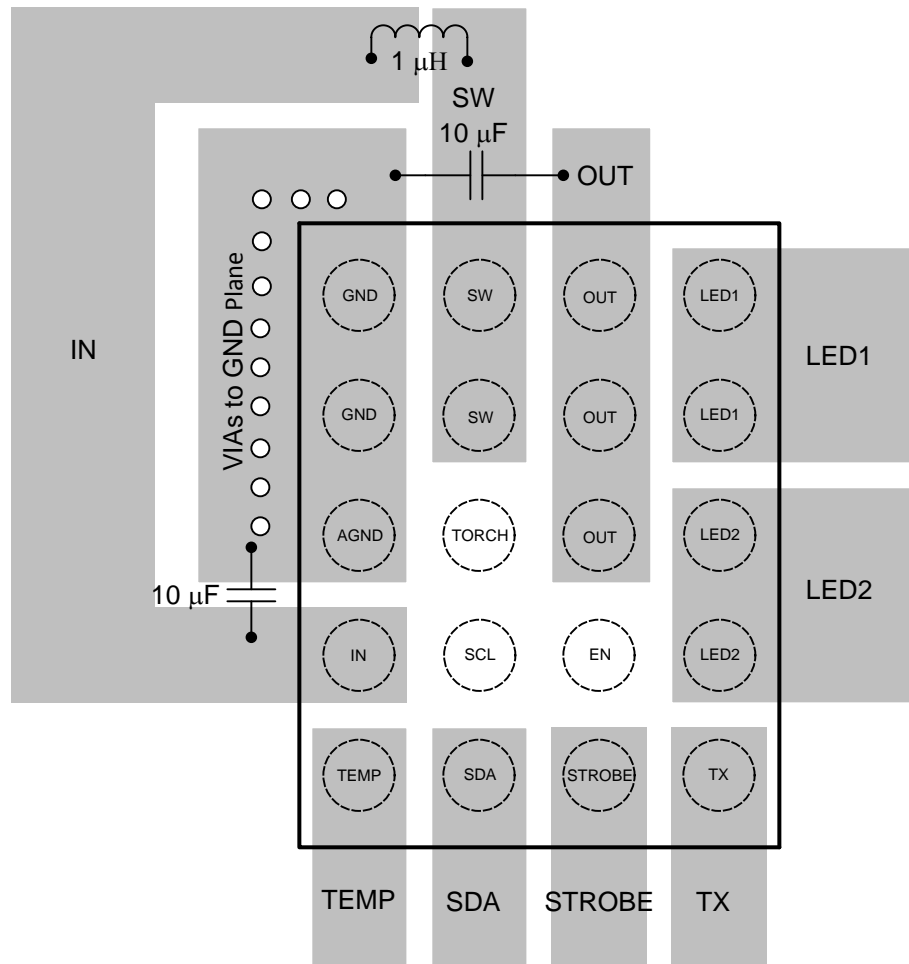 1 μH
SW
10 μF
OUT
VIAs to GND Plane
IN
GND SW OUT LED1
LED1
GND SW OUT LED1
AGND TORCH OUT LED2
10 μF
LED2
IN SCL EN LED2
TEMP SDA STROBE TX
TEMP SDA STROBE TX